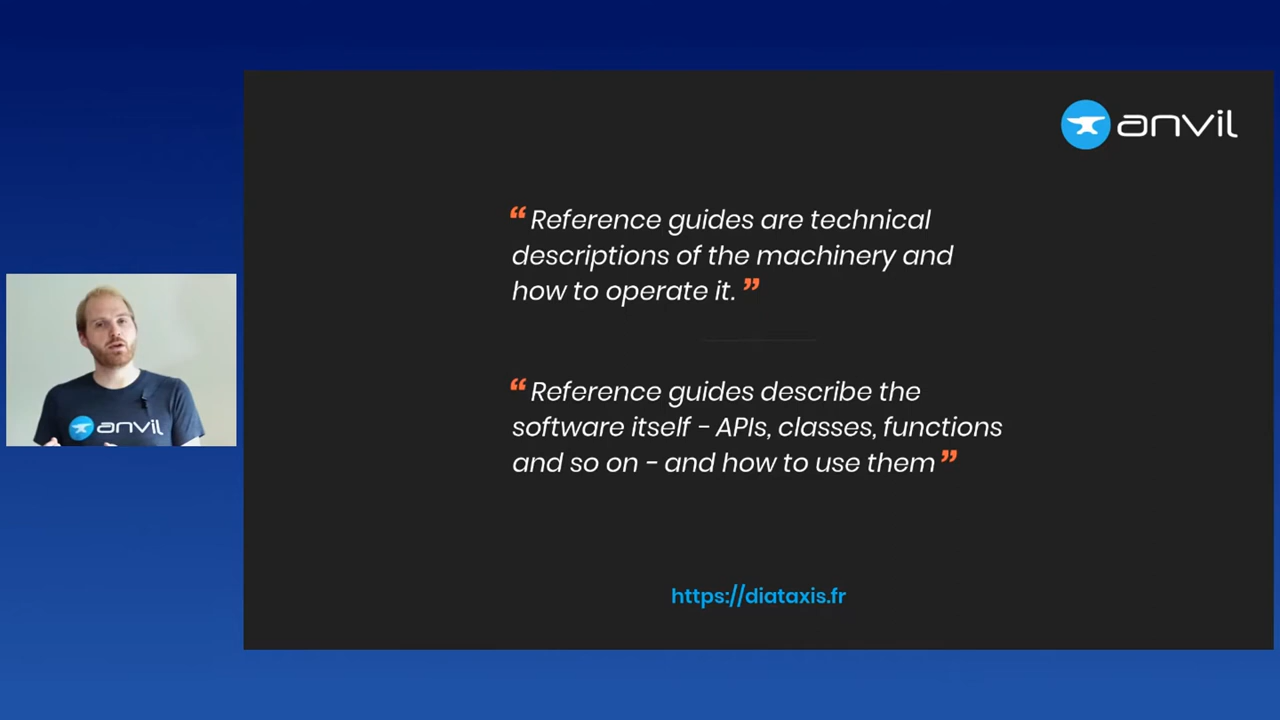 anvil
“ Reference guides are technical
descriptions of the machinery and
how to operate it. ”
“ Reference guides describe the
software itself - APIs, classes, functions
and so on - and how to use them ”
anvil
https://diataxis.fr